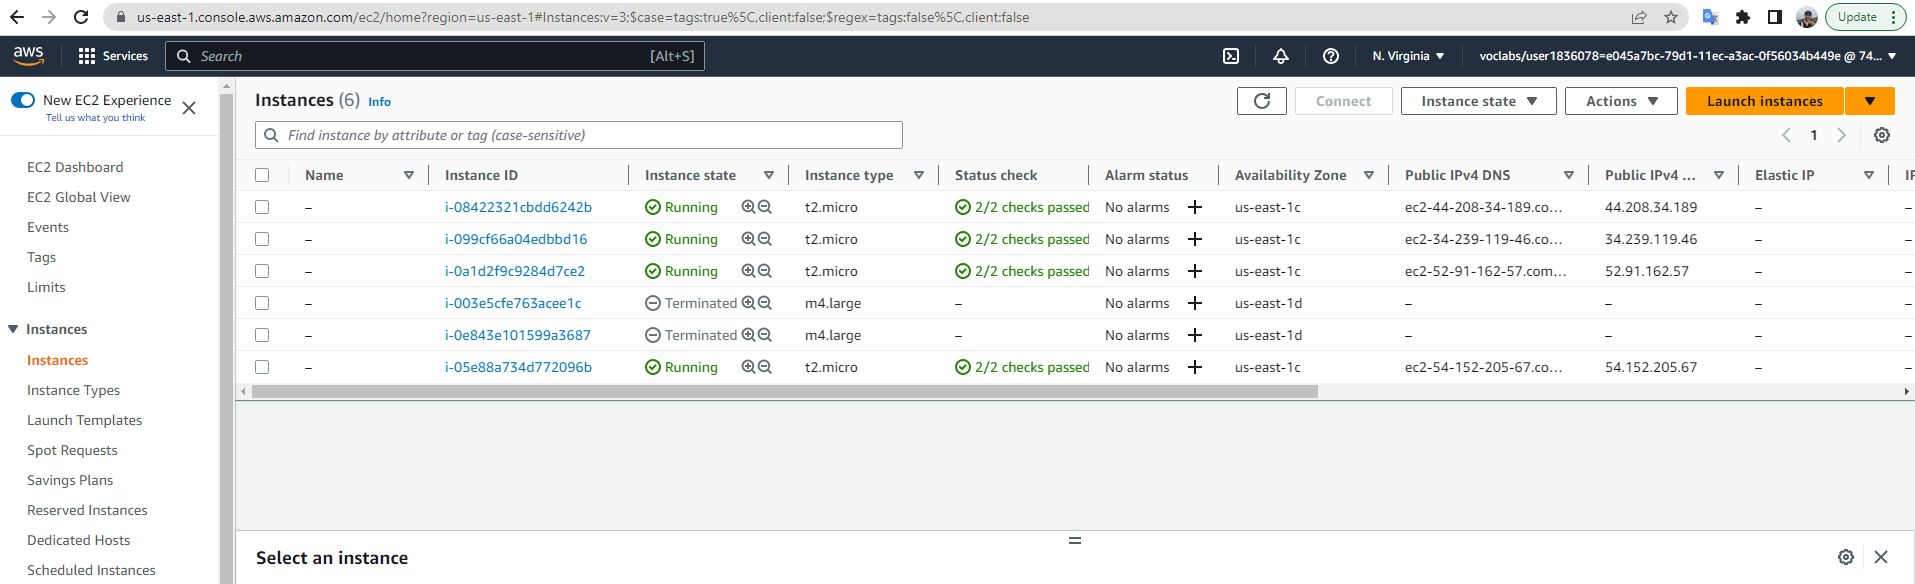 us-east-1.console.aws.amazon.com/ec2/home?region=us-east-1#Instances:v=3;$case=tags:true%5C,client:false;$regex=tags:false%5C,client:false
Update
aws
Services
Search
[Alt+S]
N. Virginia
voclabs/user1836078=e045a7bc-79d1-11ec-a3ac-0f56034b449e @ 74...
New EC2 Experience
Tell us what you think
EC2 Dashboard
EC2 Global View
Events
Tags
Limits
Instances
Instances
Instance Types
Launch Templates
Spot Requests
Savings Plans
Reserved Instances
Dedicated Hosts
Scheduled Instances
Instances (6) Info
Connect
Instance state
Actions
Launch instances
Find instance by attribute or tag (case-sensitive)
1
Name Instance ID Instance state Instance type Status check Alarm status Availability Zone Public IPv4 DNS Public IPv4 ... Elastic IP IP
– i-08422321cbdd6242b Running t2.micro 2/2 checks passed No alarms + us-east-1c ec2-44-208-34-189.co... 44.208.34.189 – –
– i-099cf66a04edbbd16 Running t2.micro 2/2 checks passed No alarms + us-east-1c ec2-34-239-119-46.co... 34.239.119.46 – –
– i-0a1d2f9c9284d7ce2 Running t2.micro 2/2 checks passed No alarms + us-east-1c ec2-52-91-162-57.com... 52.91.162.57 – –
– i-003e5cfe763acee1c Terminated m4.large – No alarms + us-east-1d – – – –
– i-0e843e101599a3687 Terminated m4.large – No alarms + us-east-1d – – – –
– i-05e88a734d772096b Running t2.micro 2/2 checks passed No alarms + us-east-1c ec2-54-152-205-67.co... 54.152.205.67 – –
Select an instance